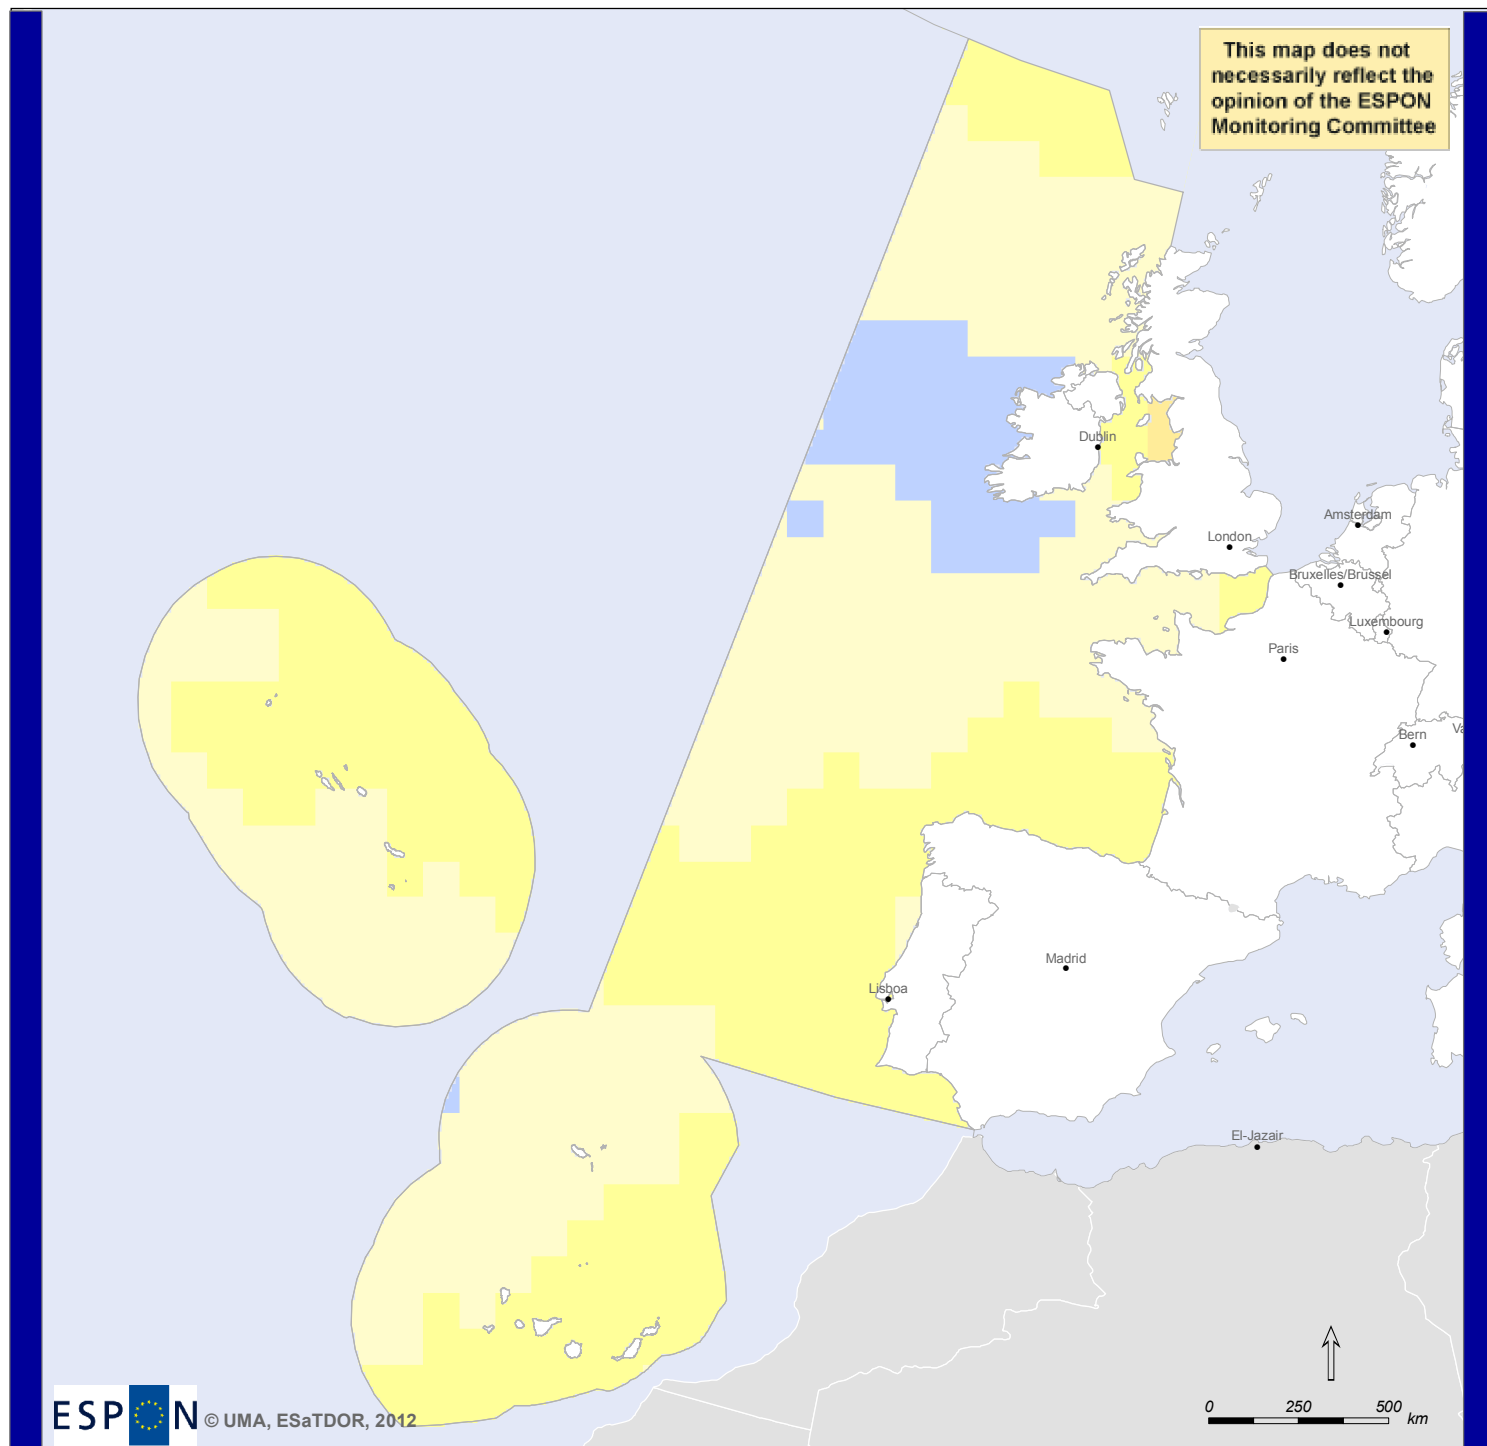 This map does not
necessarily reflect the
opinion of the ESPON
Monitoring Committee
Dublin
Amsterdam
London
Bruxelles/Brussel
Luxembourg
Paris
Bern
Va
Madrid
Lisboa
El-Jazair
0 250 500
km
ESPON
© UMA, ESaTDOR, 2012